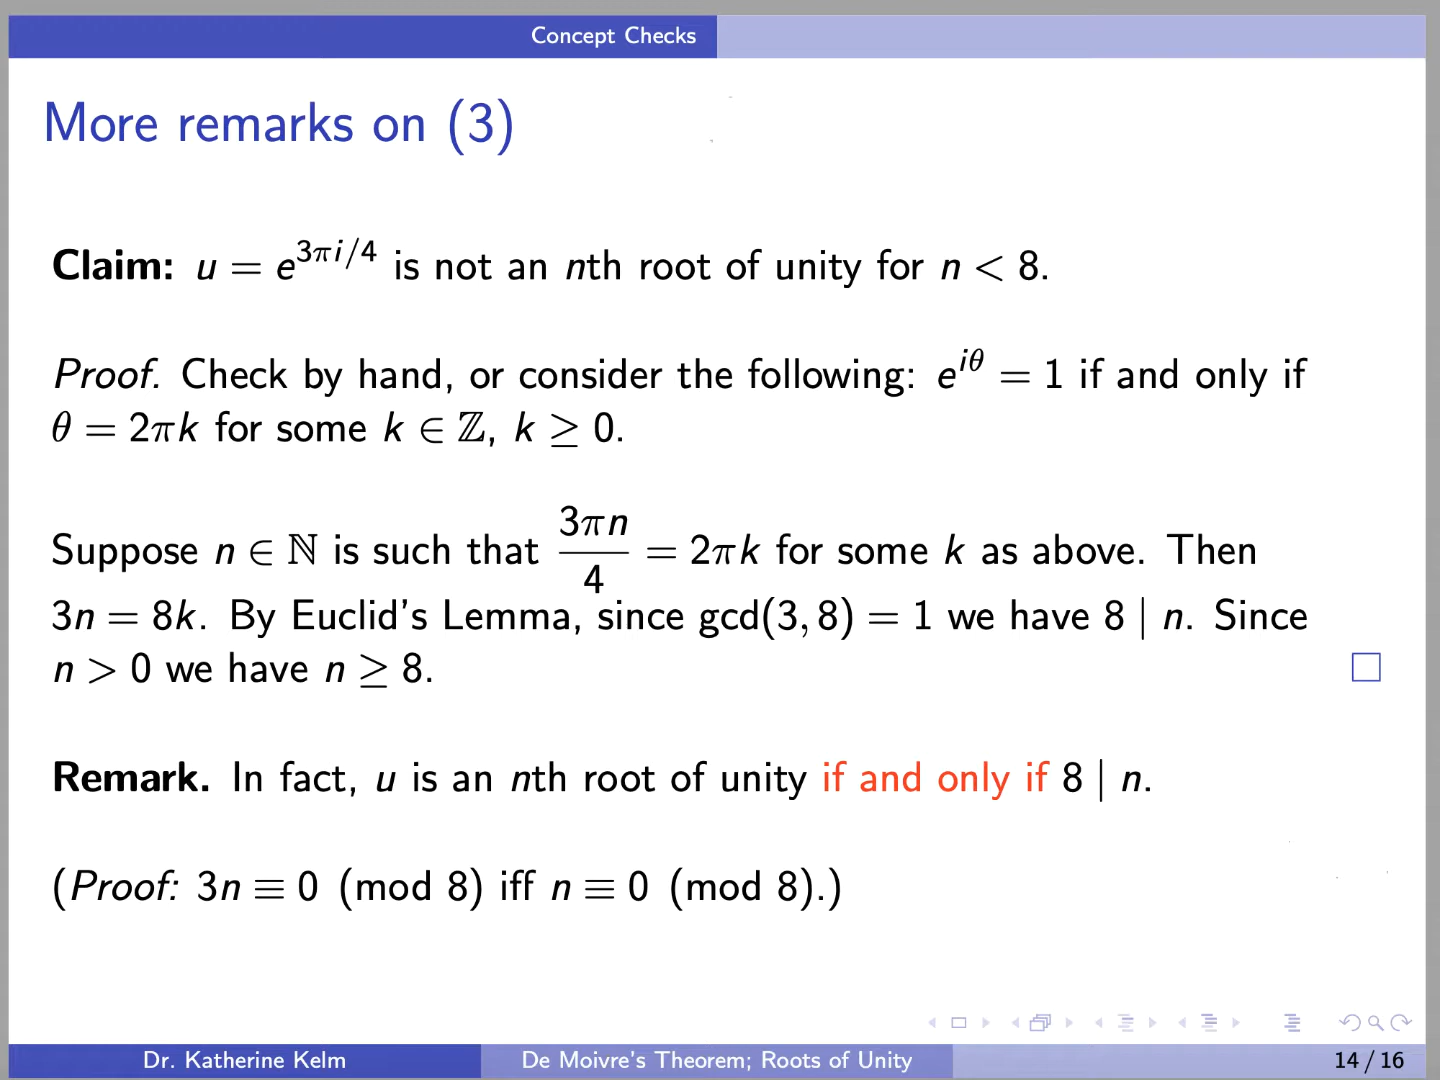 Concept Checks
More remarks on (3)
Claim: u = e^{3πi/4} is not an nth root of unity for n < 8.
Proof. Check by hand, or consider the following: e^{iθ} = 1 if and only if
θ = 2πk for some k ∈ ℤ, k ≥ 0.
Suppose n ∈ ℕ is such that \frac{3πn}{4} = 2πk for some k as above. Then
3n = 8k. By Euclid's Lemma, since gcd(3, 8) = 1 we have 8 | n. Since
n > 0 we have n ≥ 8. □
Remark. In fact, u is an nth root of unity if and only if 8 | n.
(Proof: 3n ≡ 0 (mod 8) iff n ≡ 0 (mod 8).)
Dr. Katherine Kelm De Moivre's Theorem; Roots of Unity 14 / 16